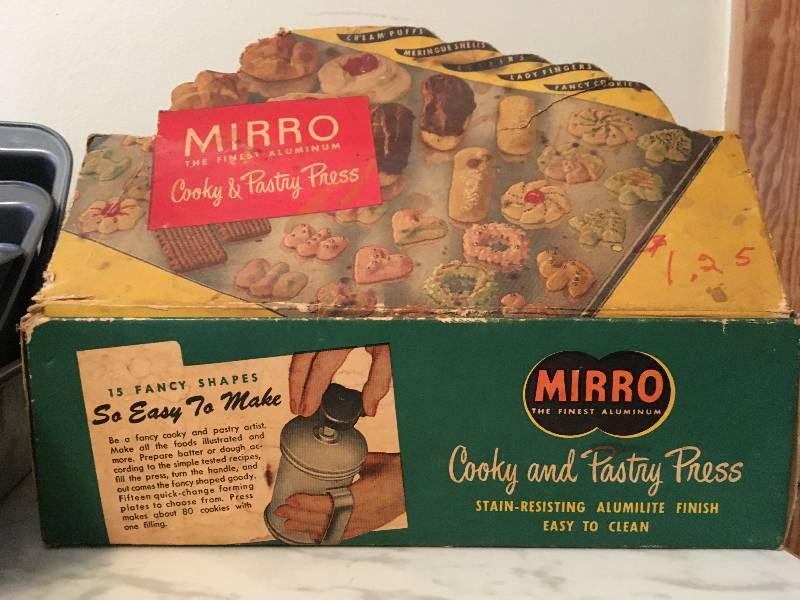 CREAM PUFFS
MERINGUE SHELLS
LADY FINGERS
FANCY COOKIES
MIRRO
THE FINEST ALUMINUM
Cooky & Pastry Press
$1.25
15 FANCY SHAPES
So Easy To Make
Be a fancy cooky and pastry artist.
Make all the foods illustrated and
more. Prepare batter or dough ac-
cording to the simple tested recipes,
fill the press, turn the handle, and
out comes the fancy shaped goody.
Fifteen quick-change forming
plates to choose from. Press
makes about 80 cookies with
one filling.
MIRRO
THE FINEST ALUMINUM
Cooky and Pastry Press
STAIN-RESISTING ALUMILITE FINISH
EASY TO CLEAN